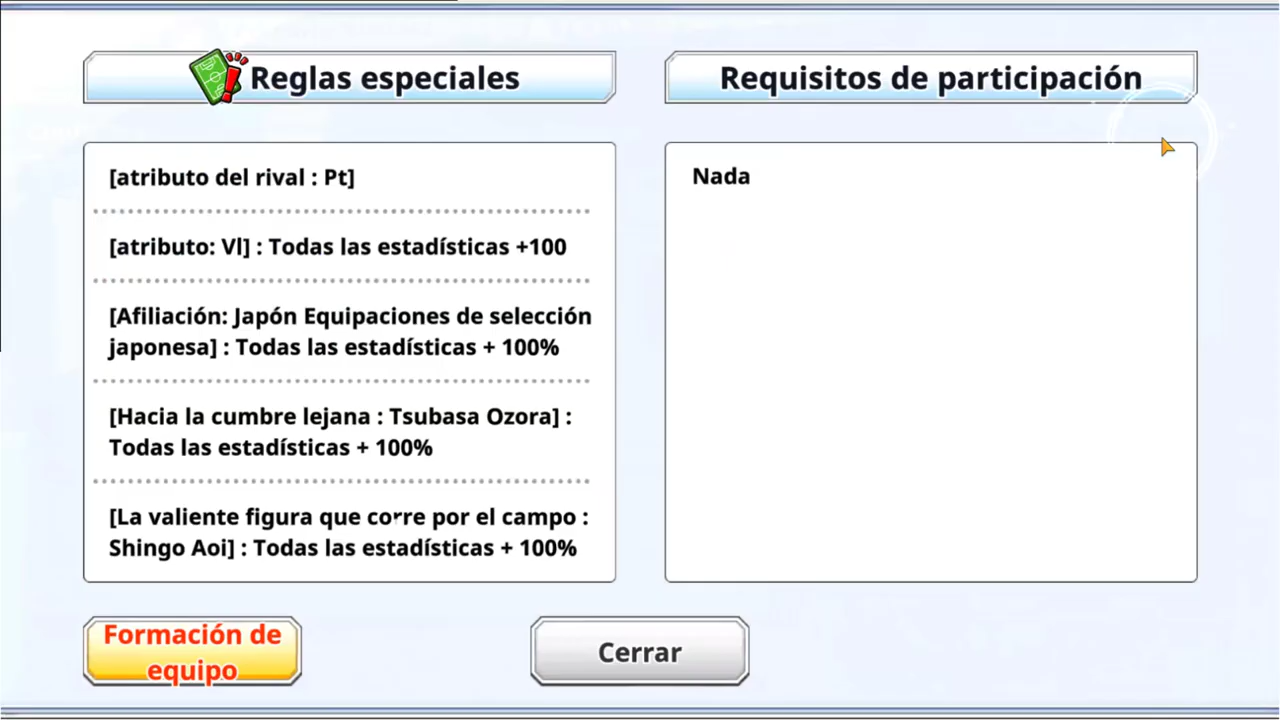 Reglas especiales
Requisitos de participación
[atributo del rival : Pt]
[atributo: Vl] : Todas las estadísticas +100
[Afiliación: Japón Equipaciones de selección
japonesa] : Todas las estadísticas + 100%
[Hacia la cumbre lejana : Tsubasa Ozora] :
Todas las estadísticas + 100%
[La valiente figura que corre por el campo :
Shingo Aoi] : Todas las estadísticas + 100%
Nada
Formación de
equipo
Cerrar